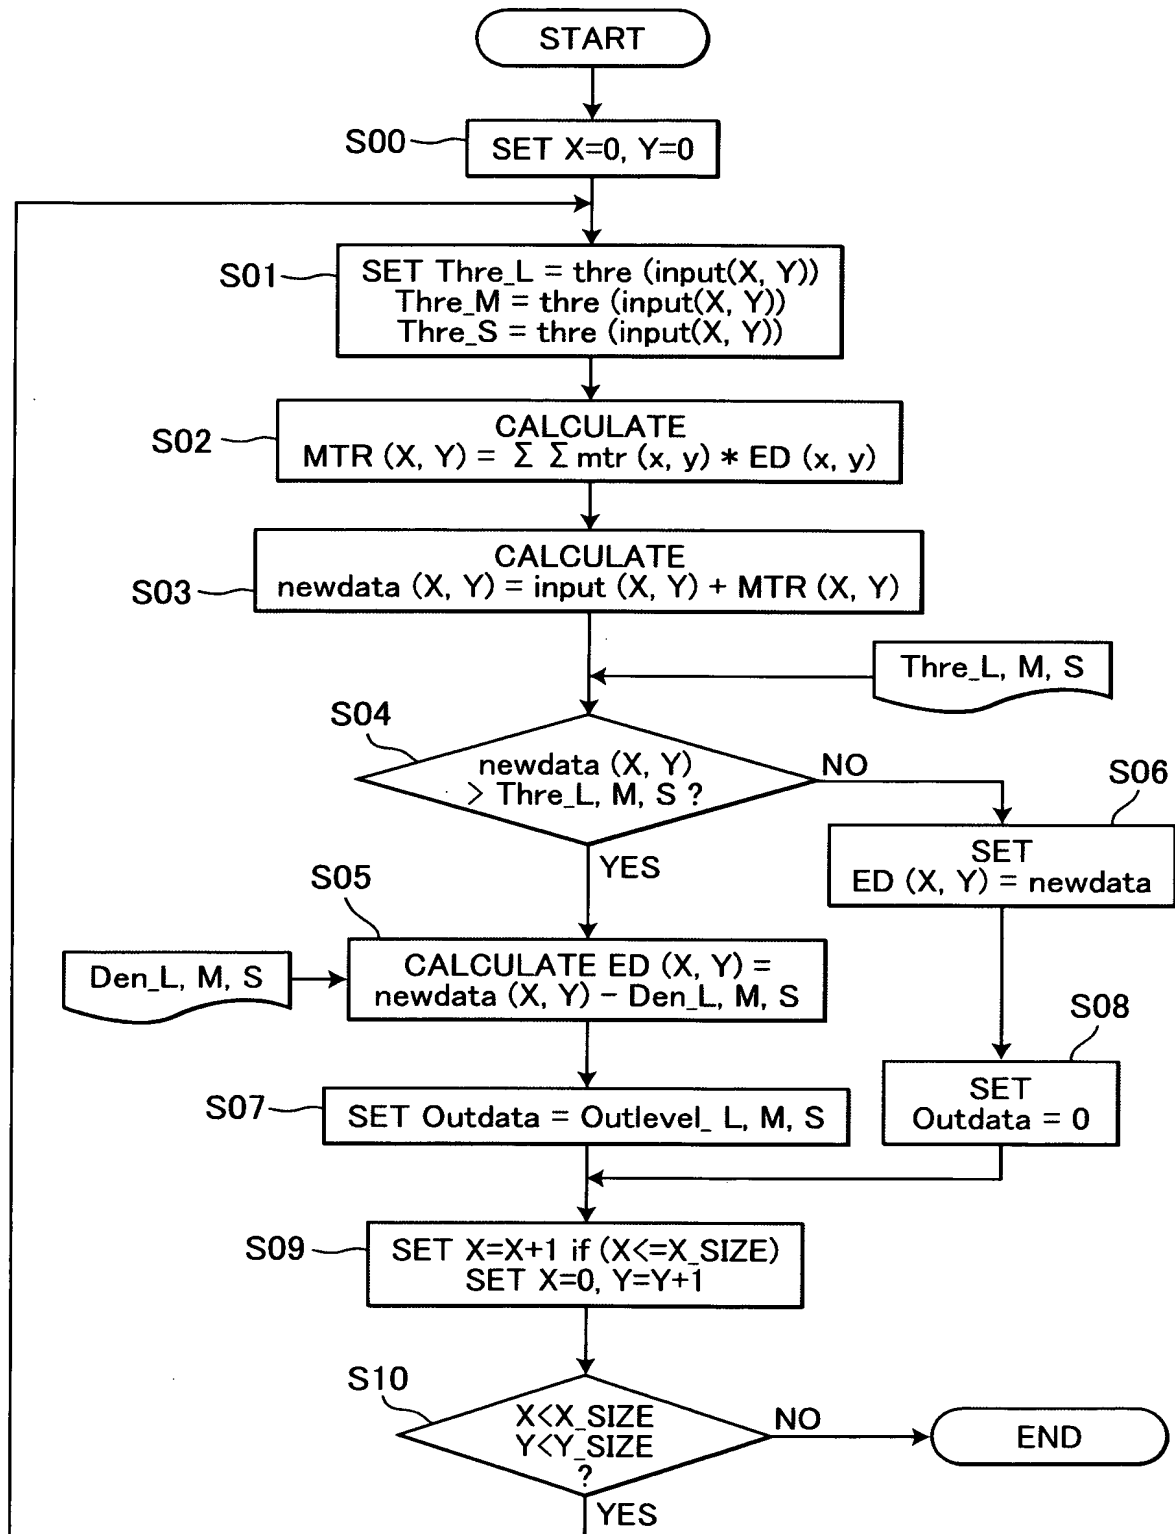 START
S00
SET X=0, Y=0
S01
SET Thre_L = thre (input(X, Y))
Thre_M = thre (input(X, Y))
Thre_S = thre (input(X, Y))
S02
CALCULATE
MTR (X, Y) = Σ Σ mtr (x, y) * ED (x, y)
S03
CALCULATE
newdata (X, Y) = input (X, Y) + MTR (X, Y)
Thre_L, M, S
S04
newdata (X, Y)
> Thre_L, M, S ?
NO
YES
S06
SET
ED (X, Y) = newdata
S05
Den_L, M, S
CALCULATE ED (X, Y) =
newdata (X, Y) - Den_L, M, S
S08
SET
Outdata = 0
S07
SET Outdata = Outlevel_ L, M, S
S09
SET X=X+1 if (X<=X_SIZE)
SET X=0, Y=Y+1
S10
X<X_SIZE
Y<Y_SIZE
?
NO
END
YES